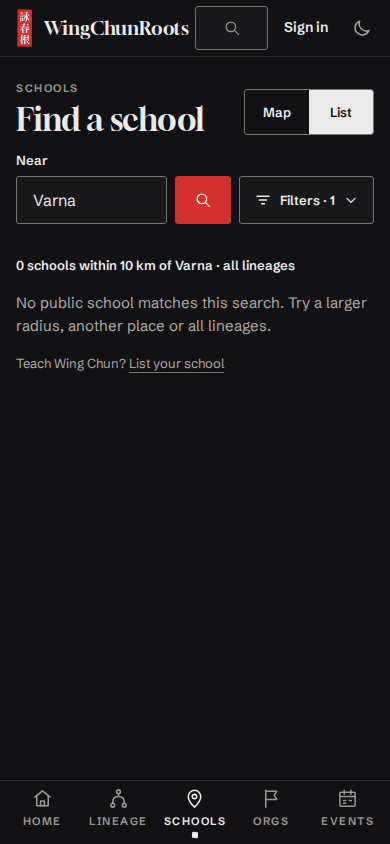 詠春根
WingChunRoots
Sign in
SCHOOLS
Find a school
Map
List
Near
Varna
Filters · 1
0 schools within 10 km of Varna · all lineages
No public school matches this search. Try a larger
radius, another place or all lineages.
Teach Wing Chun? List your school
HOME
LINEAGE
SCHOOLS
ORGS
EVENTS